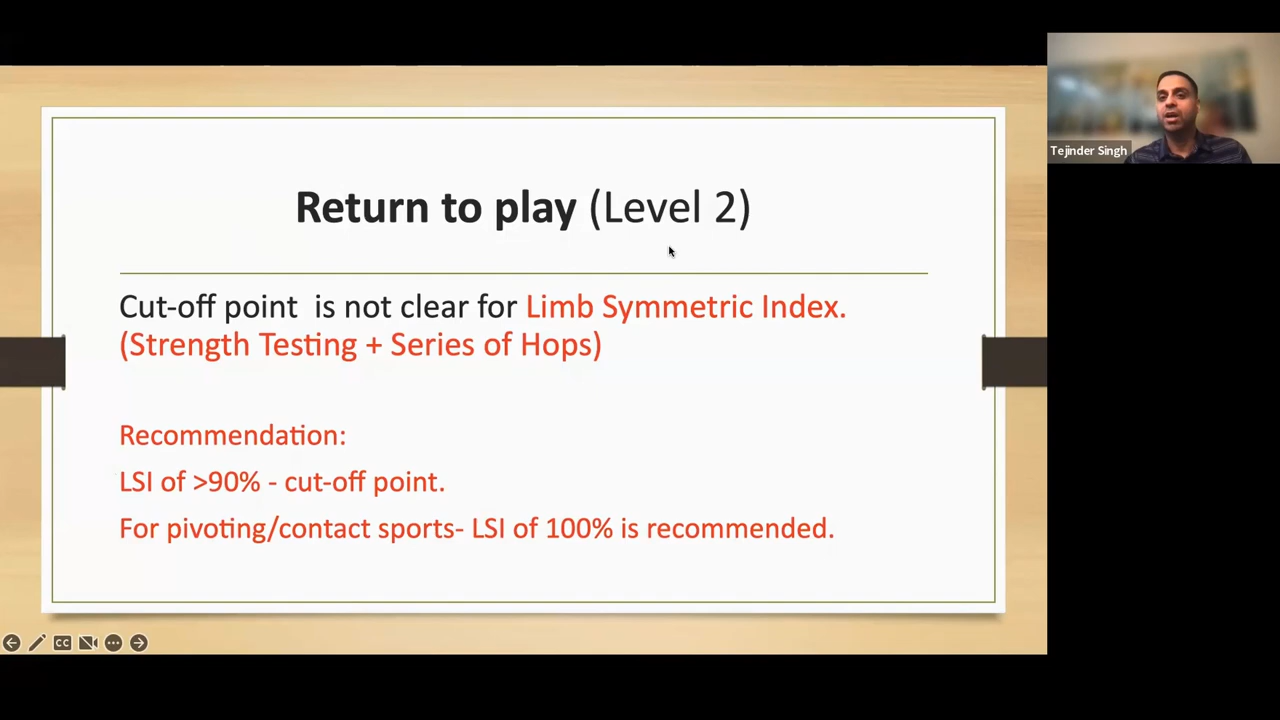 Return to play (Level 2)
Cut-off point is not clear for Limb Symmetric Index.
(Strength Testing + Series of Hops)
Recommendation:
LSI of >90% - cut-off point.
For pivoting/contact sports- LSI of 100% is recommended.
Tejinder Singh
CC